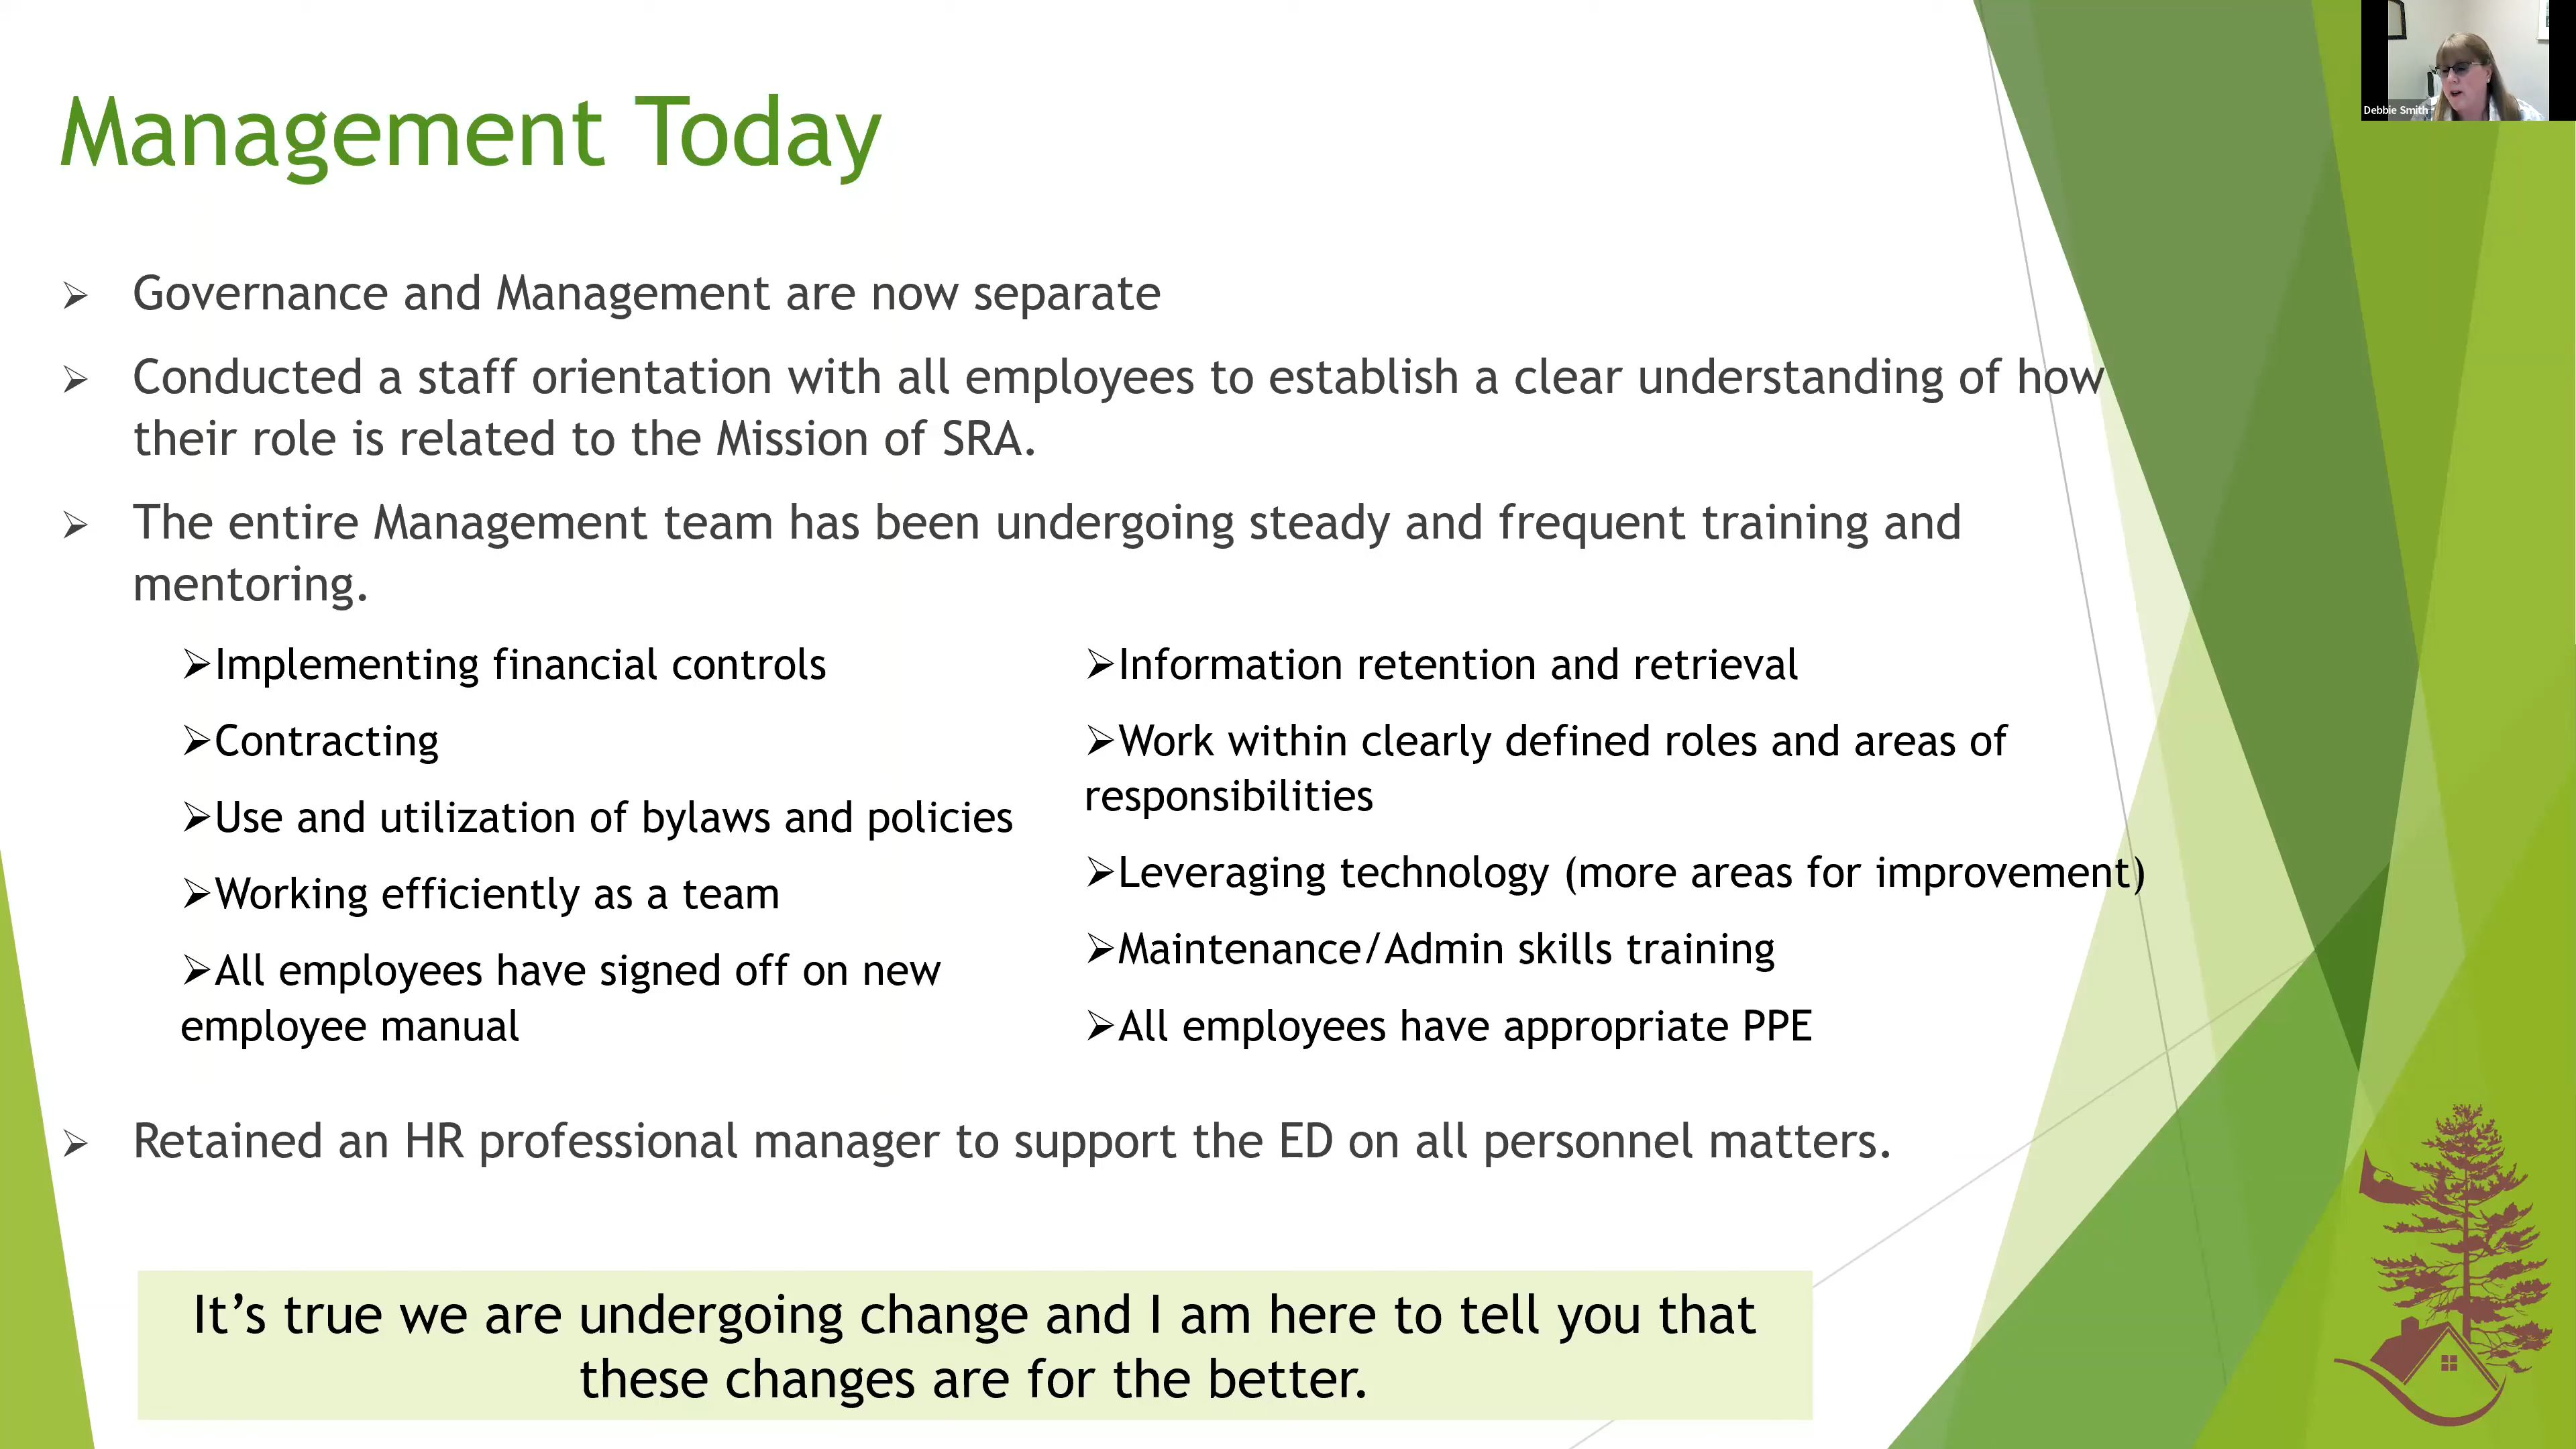 Management Today
Debbie Smith
➢ Governance and Management are now separate
➢ Conducted a staff orientation with all employees to establish a clear understanding of how
their role is related to the Mission of SRA.
➢ The entire Management team has been undergoing steady and frequent training and
mentoring.
➢Implementing financial controls
➢Contracting
➢Use and utilization of bylaws and policies
➢Working efficiently as a team
➢All employees have signed off on new
employee manual
➢Information retention and retrieval
➢Work within clearly defined roles and areas of
responsibilities
➢Leveraging technology (more areas for improvement)
➢Maintenance/Admin skills training
➢All employees have appropriate PPE
➢ Retained an HR professional manager to support the ED on all personnel matters.
It’s true we are undergoing change and I am here to tell you that
these changes are for the better.